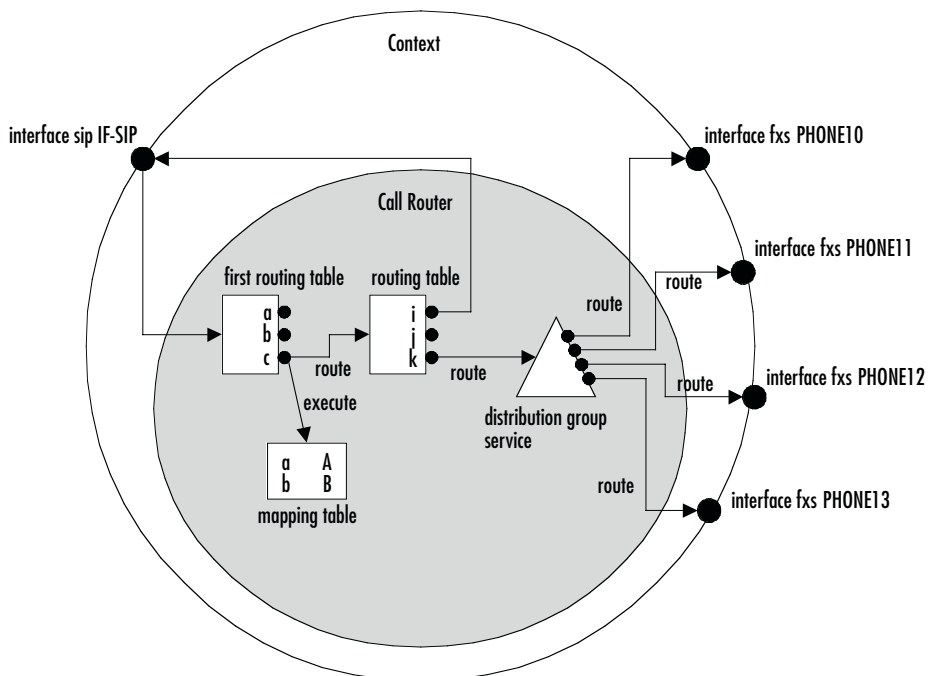 Context
interface sip IF-SIP
interface fxs PHONE10
Call Router
interface fxs PHONE11
first routing table
routing table
route
route
a
b
c
i
j
k
route
route
route
interface fxs PHONE12
execute
distribution group
service
a A
b B
mapping table
route
interface fxs PHONE13